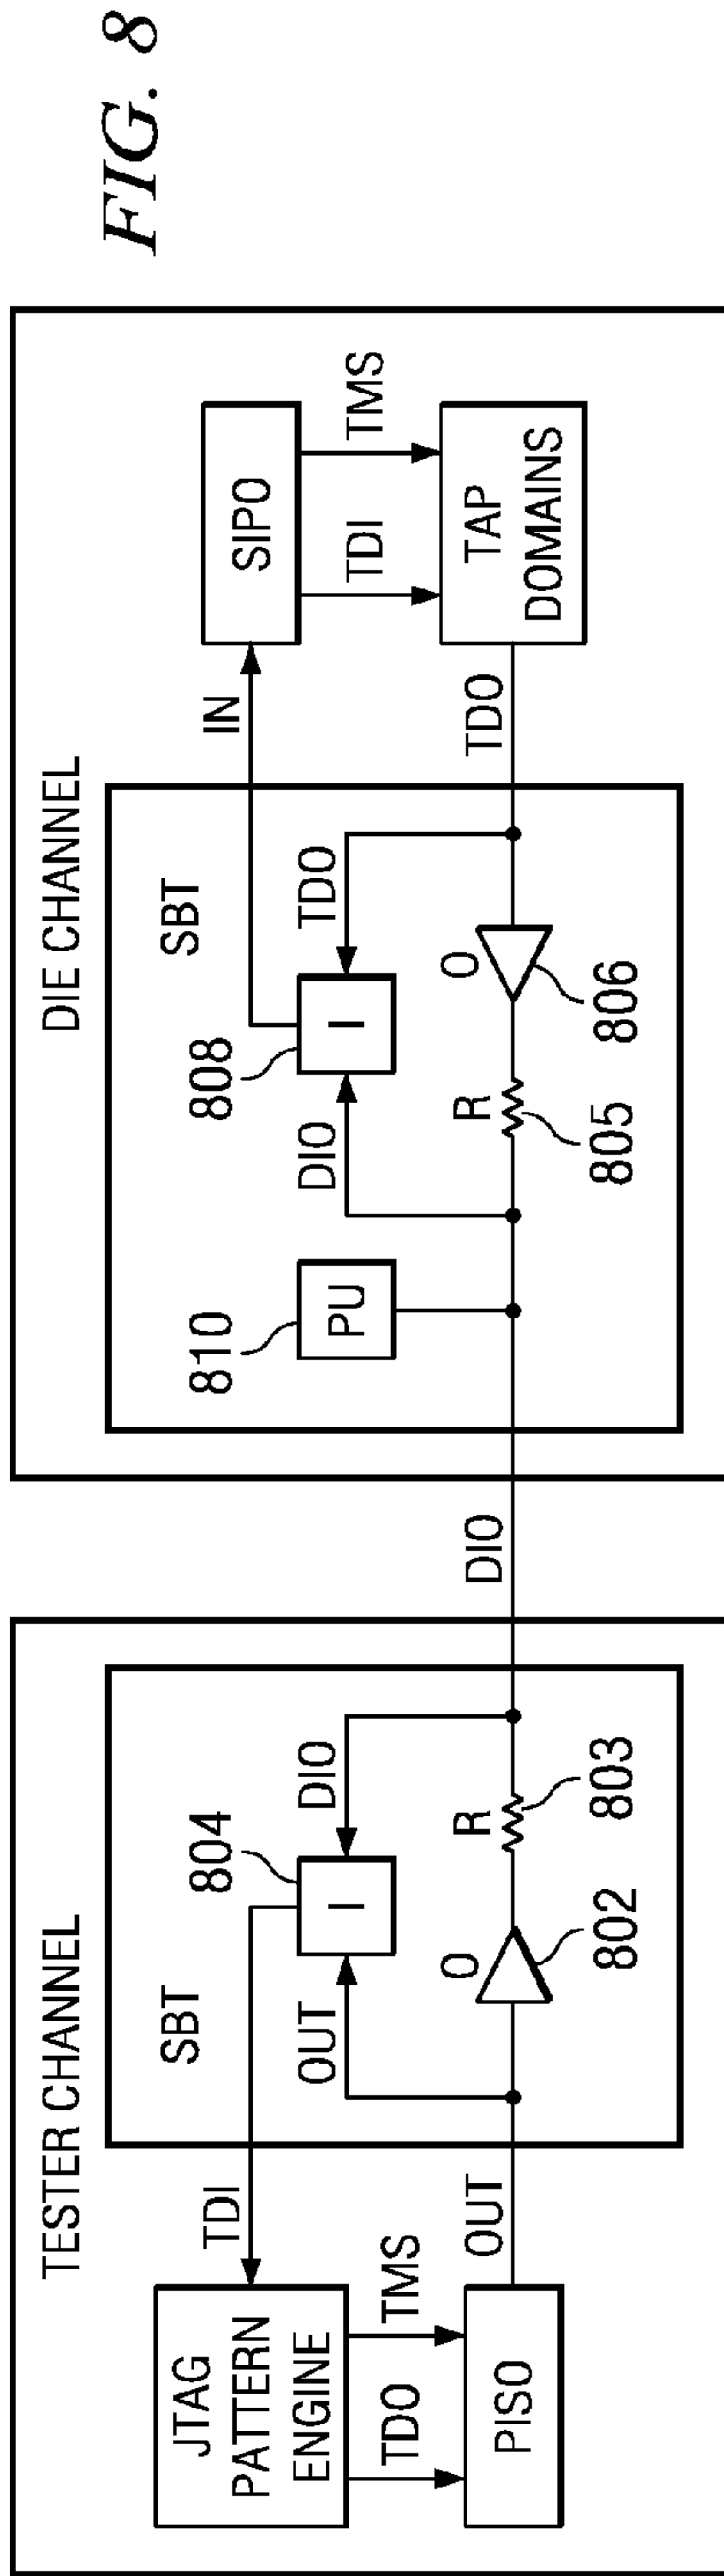 FIG. 8
TESTER CHANNEL
JTAG
PATTERN
ENGINE
TDI
TDO
TMS
PISO
OUT
SBT
804
I
OUT
DIO
O
R
802
803
DIO
DIE CHANNEL
SBT
810
PU
808
I
DIO
TDO
R
O
805
806
IN
TDO
SIPO
TDI
TMS
TAP
DOMAINS